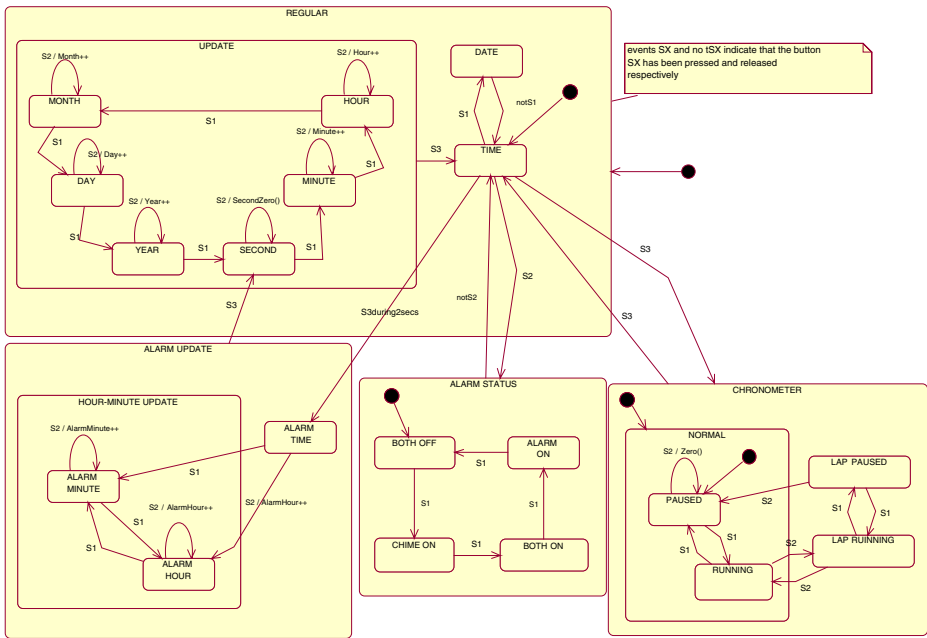 REGULAR
UPDATE
S2 / Month++
MONTH
S2 / Hour++
HOUR
S1
S1
S2 / Day++
DAY
S2 / Minute++
MINUTE
S1
S1
S2 / Year++
YEAR
S1
S2 / SecondZero()
SECOND
S1
DATE
S1
notS1
TIME
S3
events SX and no tSX indicate that the button
SX has been pressed and released
respectively
S3
S3during2secs
notS2
S2
S3
S3
ALARM UPDATE
HOUR-MINUTE UPDATE
S2 / AlarmMinute++
ALARM
MINUTE
S1
S1
S2 / AlarmHour++
ALARM
HOUR
ALARM
TIME
S1
S2 / AlarmHour++
ALARM STATUS
BOTH OFF
ALARM
ON
S1
S1
S1
CHIME ON
S1
BOTH ON
CHRONOMETER
NORMAL
S2 / Zero()
PAUSED
S1
S1
RUNNING
LAP PAUSED
S2
S1
S1
LAP RUINNING
S2
S2